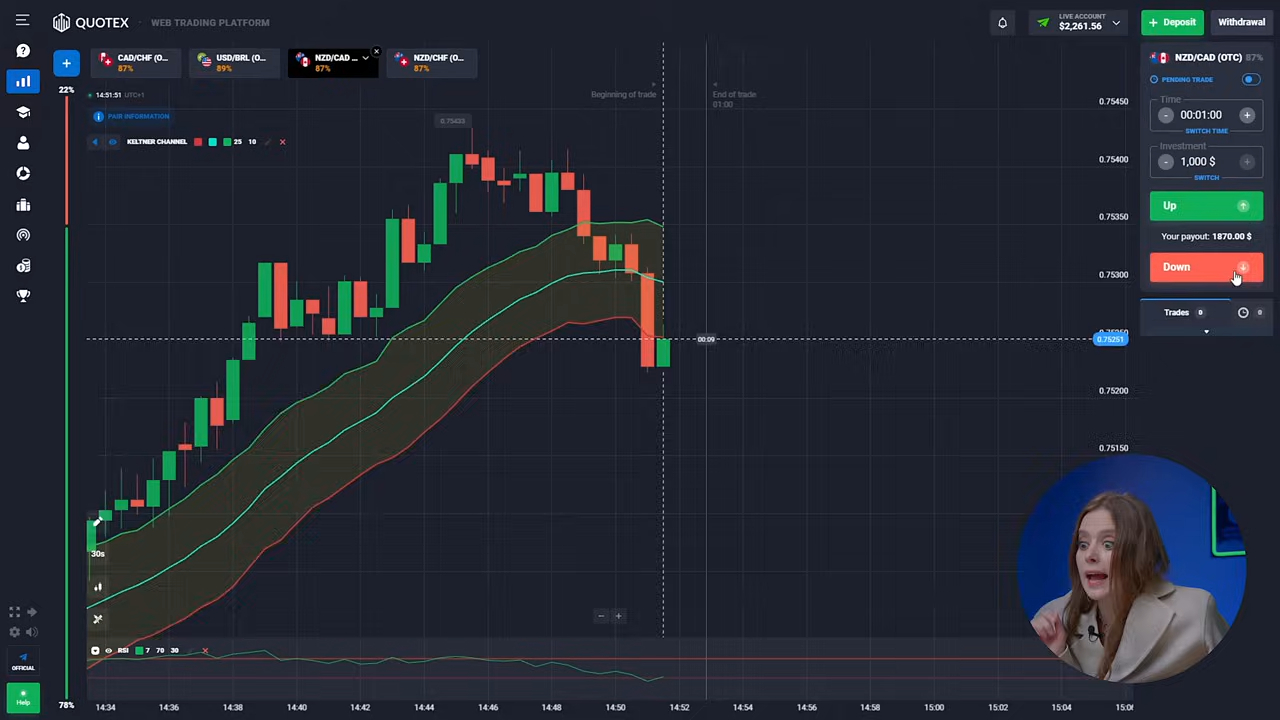 QUOTEX
WEB TRADING PLATFORM
LIVE ACCOUNT
$2,261.56
Deposit
Withdrawal
CAD/CHF (O...
87%
USD/BRL (O...
89%
NZD/CAD ...
87%
NZD/CHF (O...
87%
22%
14:51:51 UTC+1
PAIR INFORMATION
KELTNER CHANNEL 25 10
0.75433
Beginning of trade
End of trade
01:00
0.75450
0.75400
0.75350
0.75300
0.75251
0.75200
0.75150
00:09
NZD/CAD (OTC) 87%
PENDING TRADE
Time
- 00:01:00 +
SWITCH TIME
Investment
- 1,000 $ +
SWITCH
Up
Your payout: 1870.00 $
Down
Trades 0 0
30s
RSI 7 70 30
OFFICIAL
Help
78%
14:34 14:36 14:38 14:40 14:42 14:44 14:46 14:48 14:50 14:52 14:54 14:56 14:58 15:00 15:02 15:04 15:06